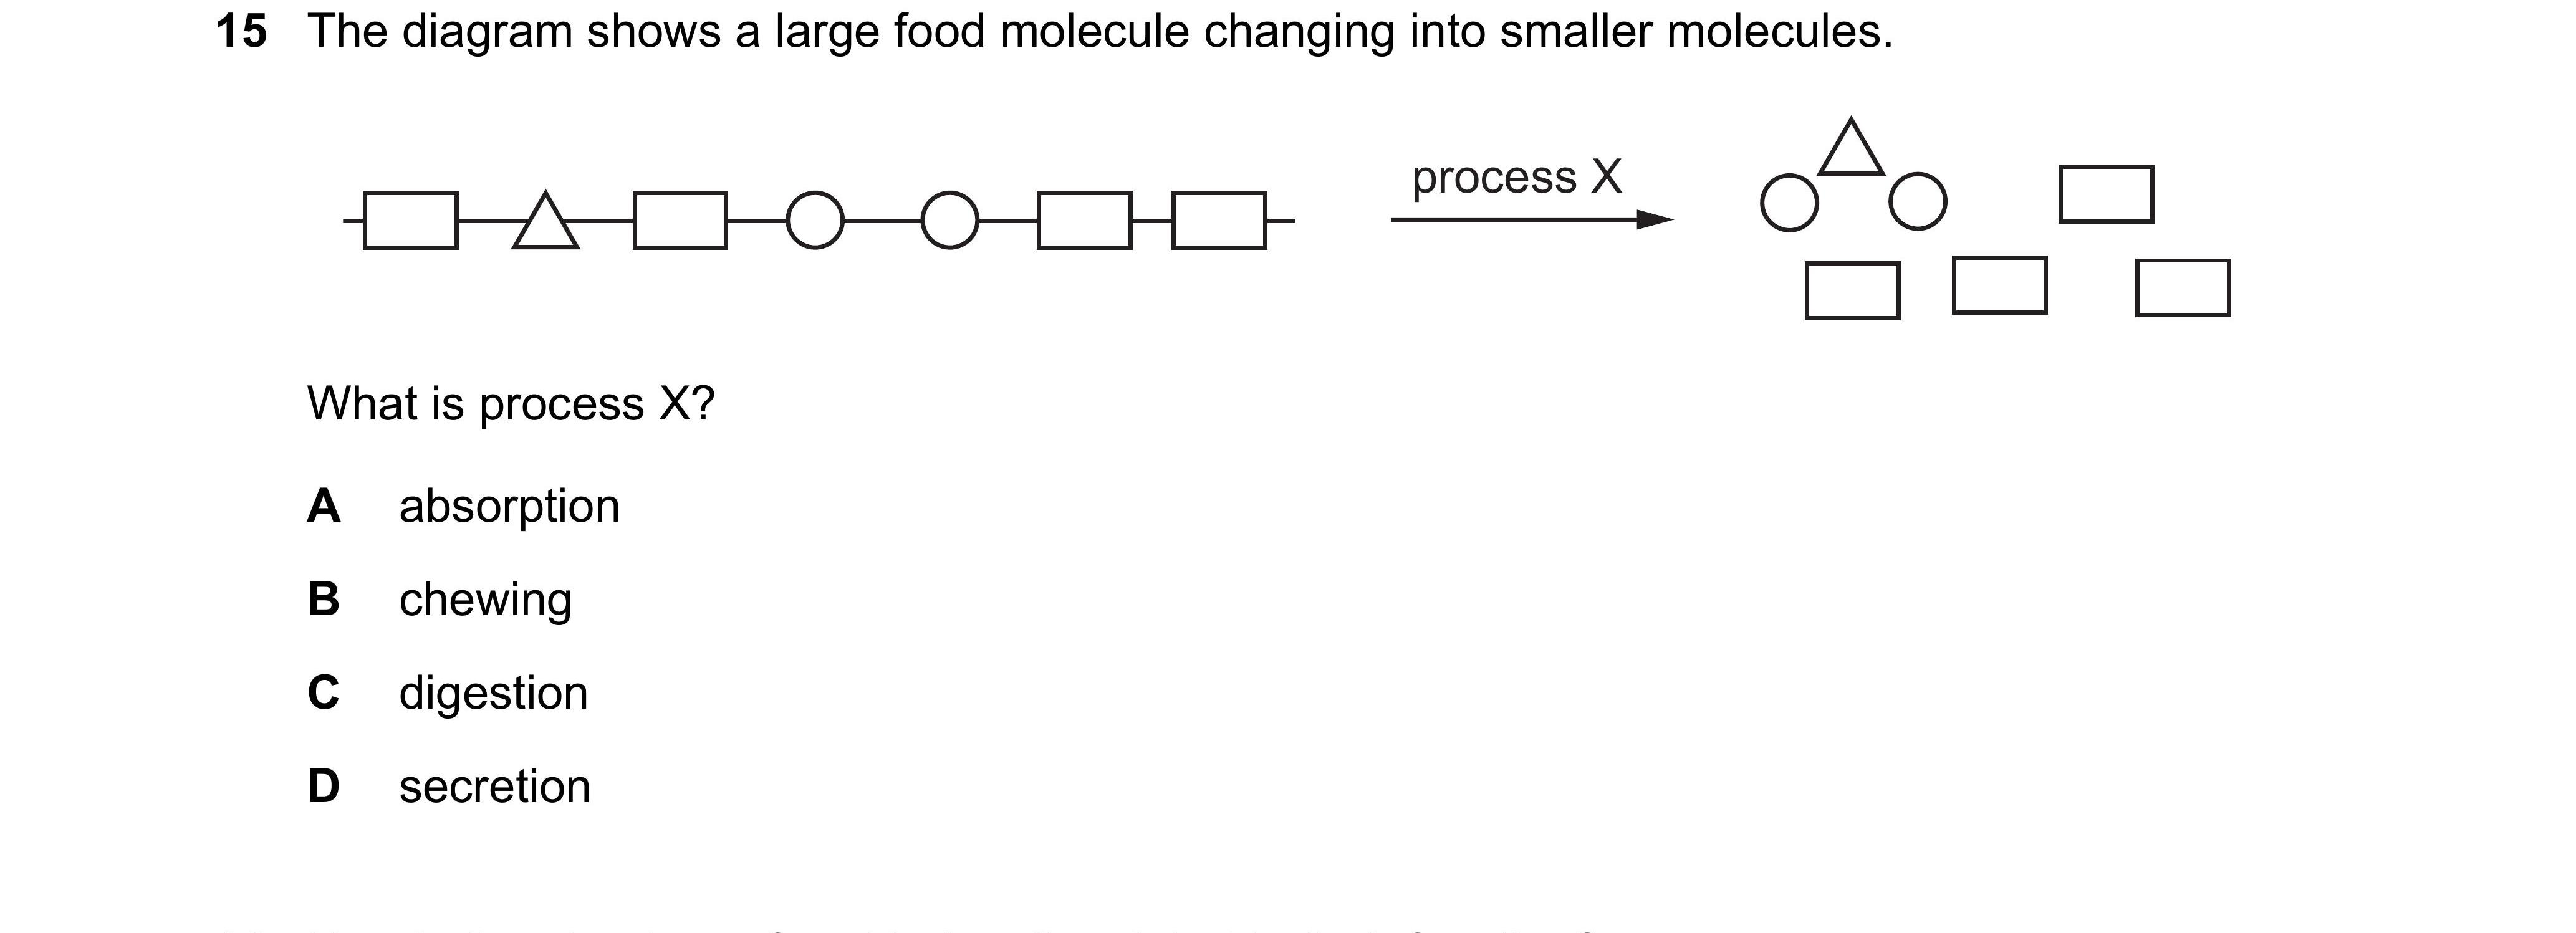 15 The diagram shows a large food molecule changing into smaller molecules.
process X
What is process X?
A absorption
B chewing
C digestion
D secretion